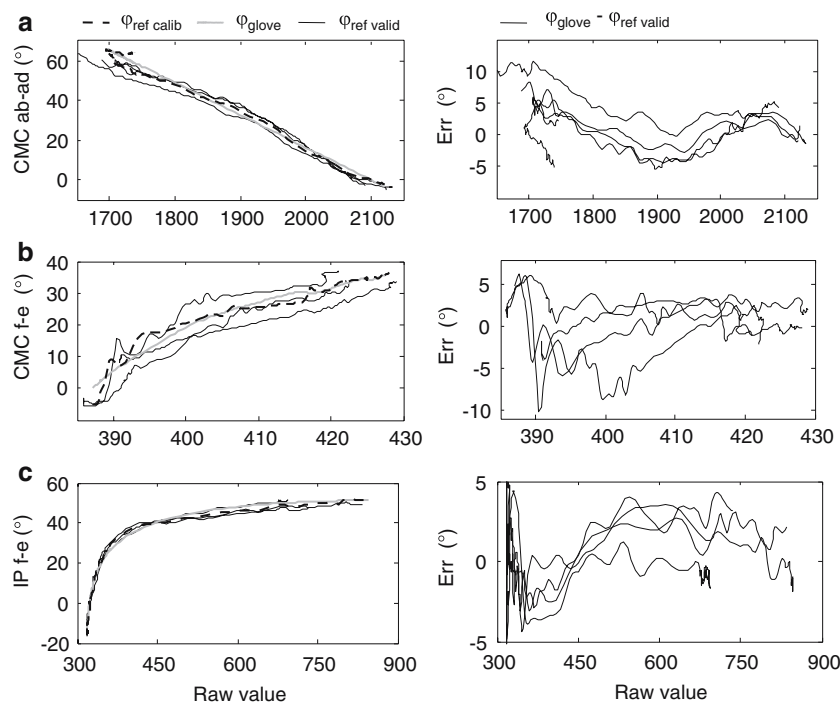 a
φref calib φglove φref valid
φglove - φref valid
CMC ab-ad (°)
60
40
20
0
1700 1800 1900 2000 2100
Err (°)
10
5
0
-5
1700 1800 1900 2000 2100
b
CMC f-e (°)
40
30
20
10
0
-10
390 400 410 420 430
Err (°)
5
0
-5
-10
390 400 410 420 430
c
IP f-e (°)
60
40
20
0
-20
300 450 600 750 900
Raw value
Err (°)
5
0
-5
300 450 600 750 900
Raw value